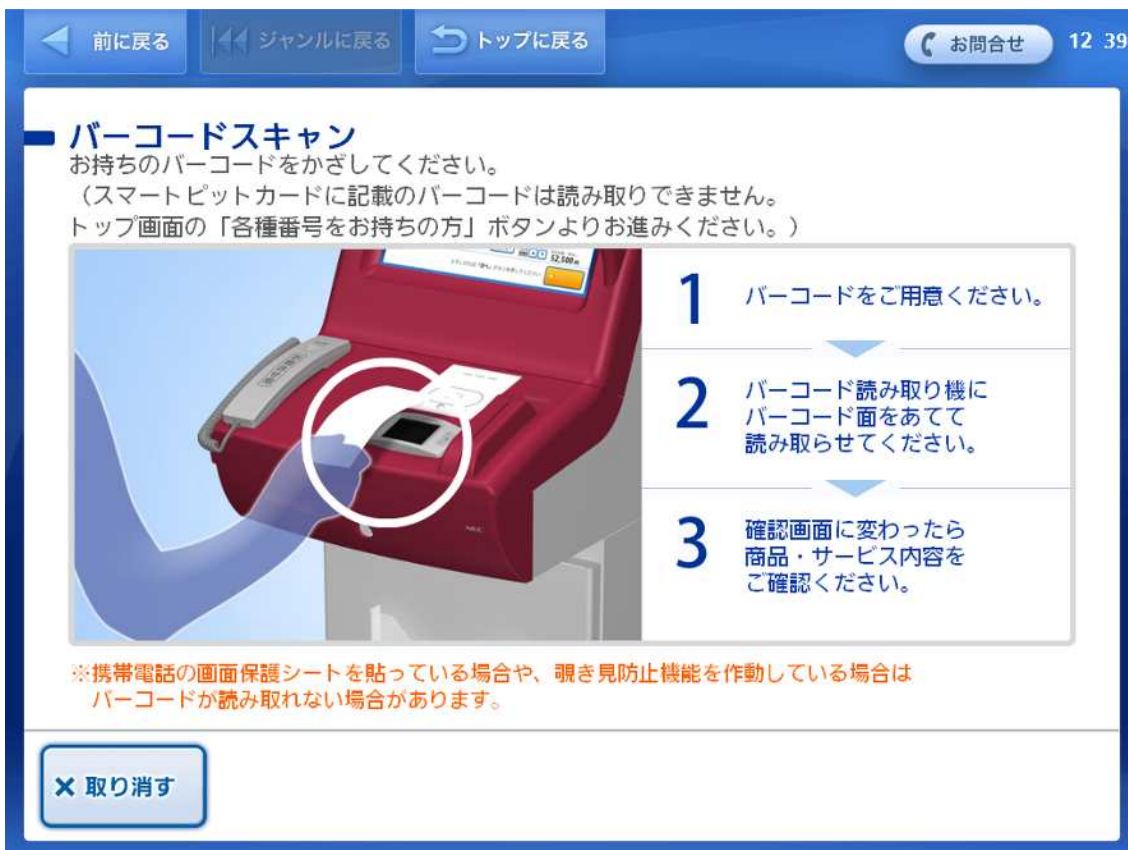 前に戻る
ジャンルに戻る
トップに戻る
お問合せ
12 39
バーコードスキャン
お持ちのバーコードをかざしてください。
（スマートピットカードに記載のバーコードは読み取りできません。
トップ画面の「各種番号をお持ちの方」ボタンよりお進みください。）
52,500
NEC
1
バーコードをご用意ください。
2
バーコード読み取り機に
バーコード面をあてて
読み取らせてください。
3
確認画面に変わったら
商品・サービス内容を
ご確認ください。
※携帯電話の画面保護シートを貼っている場合や、覗き見防止機能を作動している場合は
バーコードが読み取れない場合があります。
× 取り消す